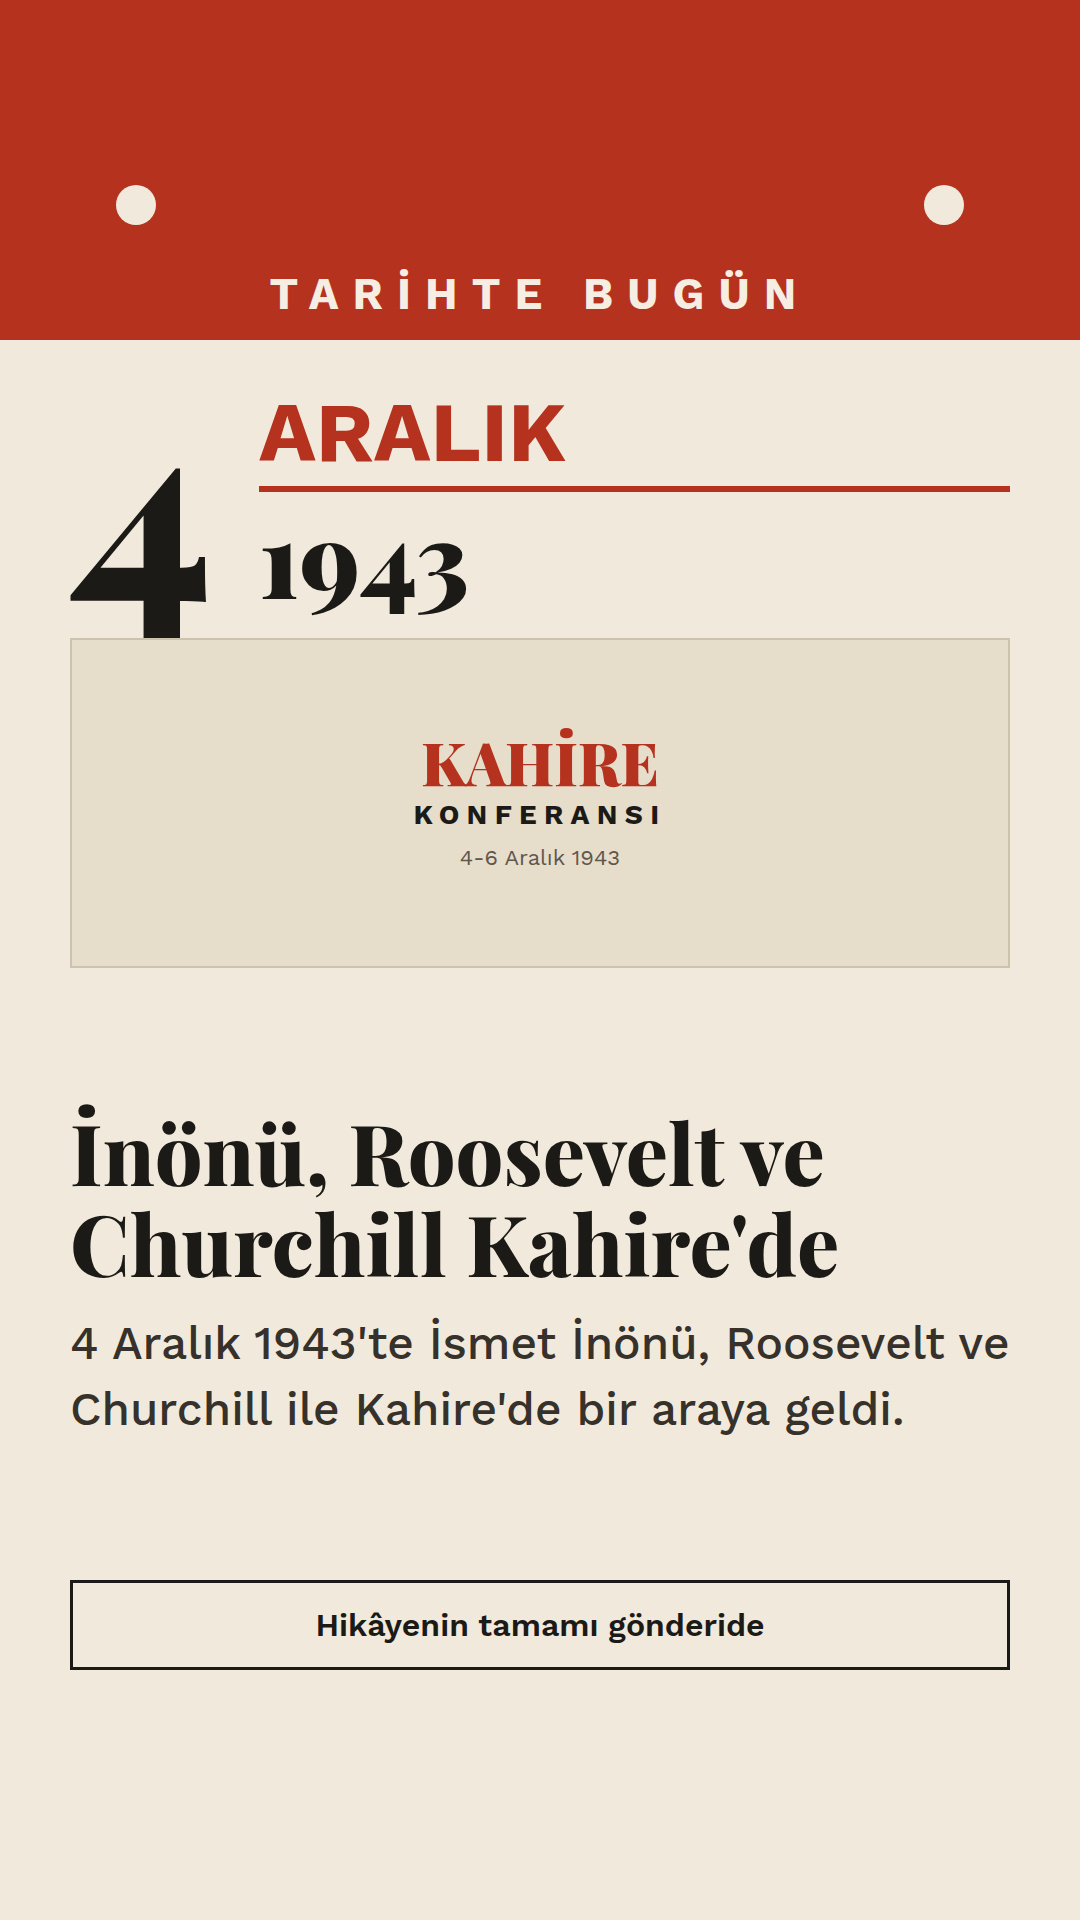 TARİHTE BUGÜN
4
ARALIK
1943
KAHİRE
KONFERANSI
4-6 Aralık 1943
İnönü, Roosevelt ve
Churchill Kahire'de
4 Aralık 1943'te İsmet İnönü, Roosevelt ve
Churchill ile Kahire'de bir araya geldi.
Hikâyenin tamamı gönderide